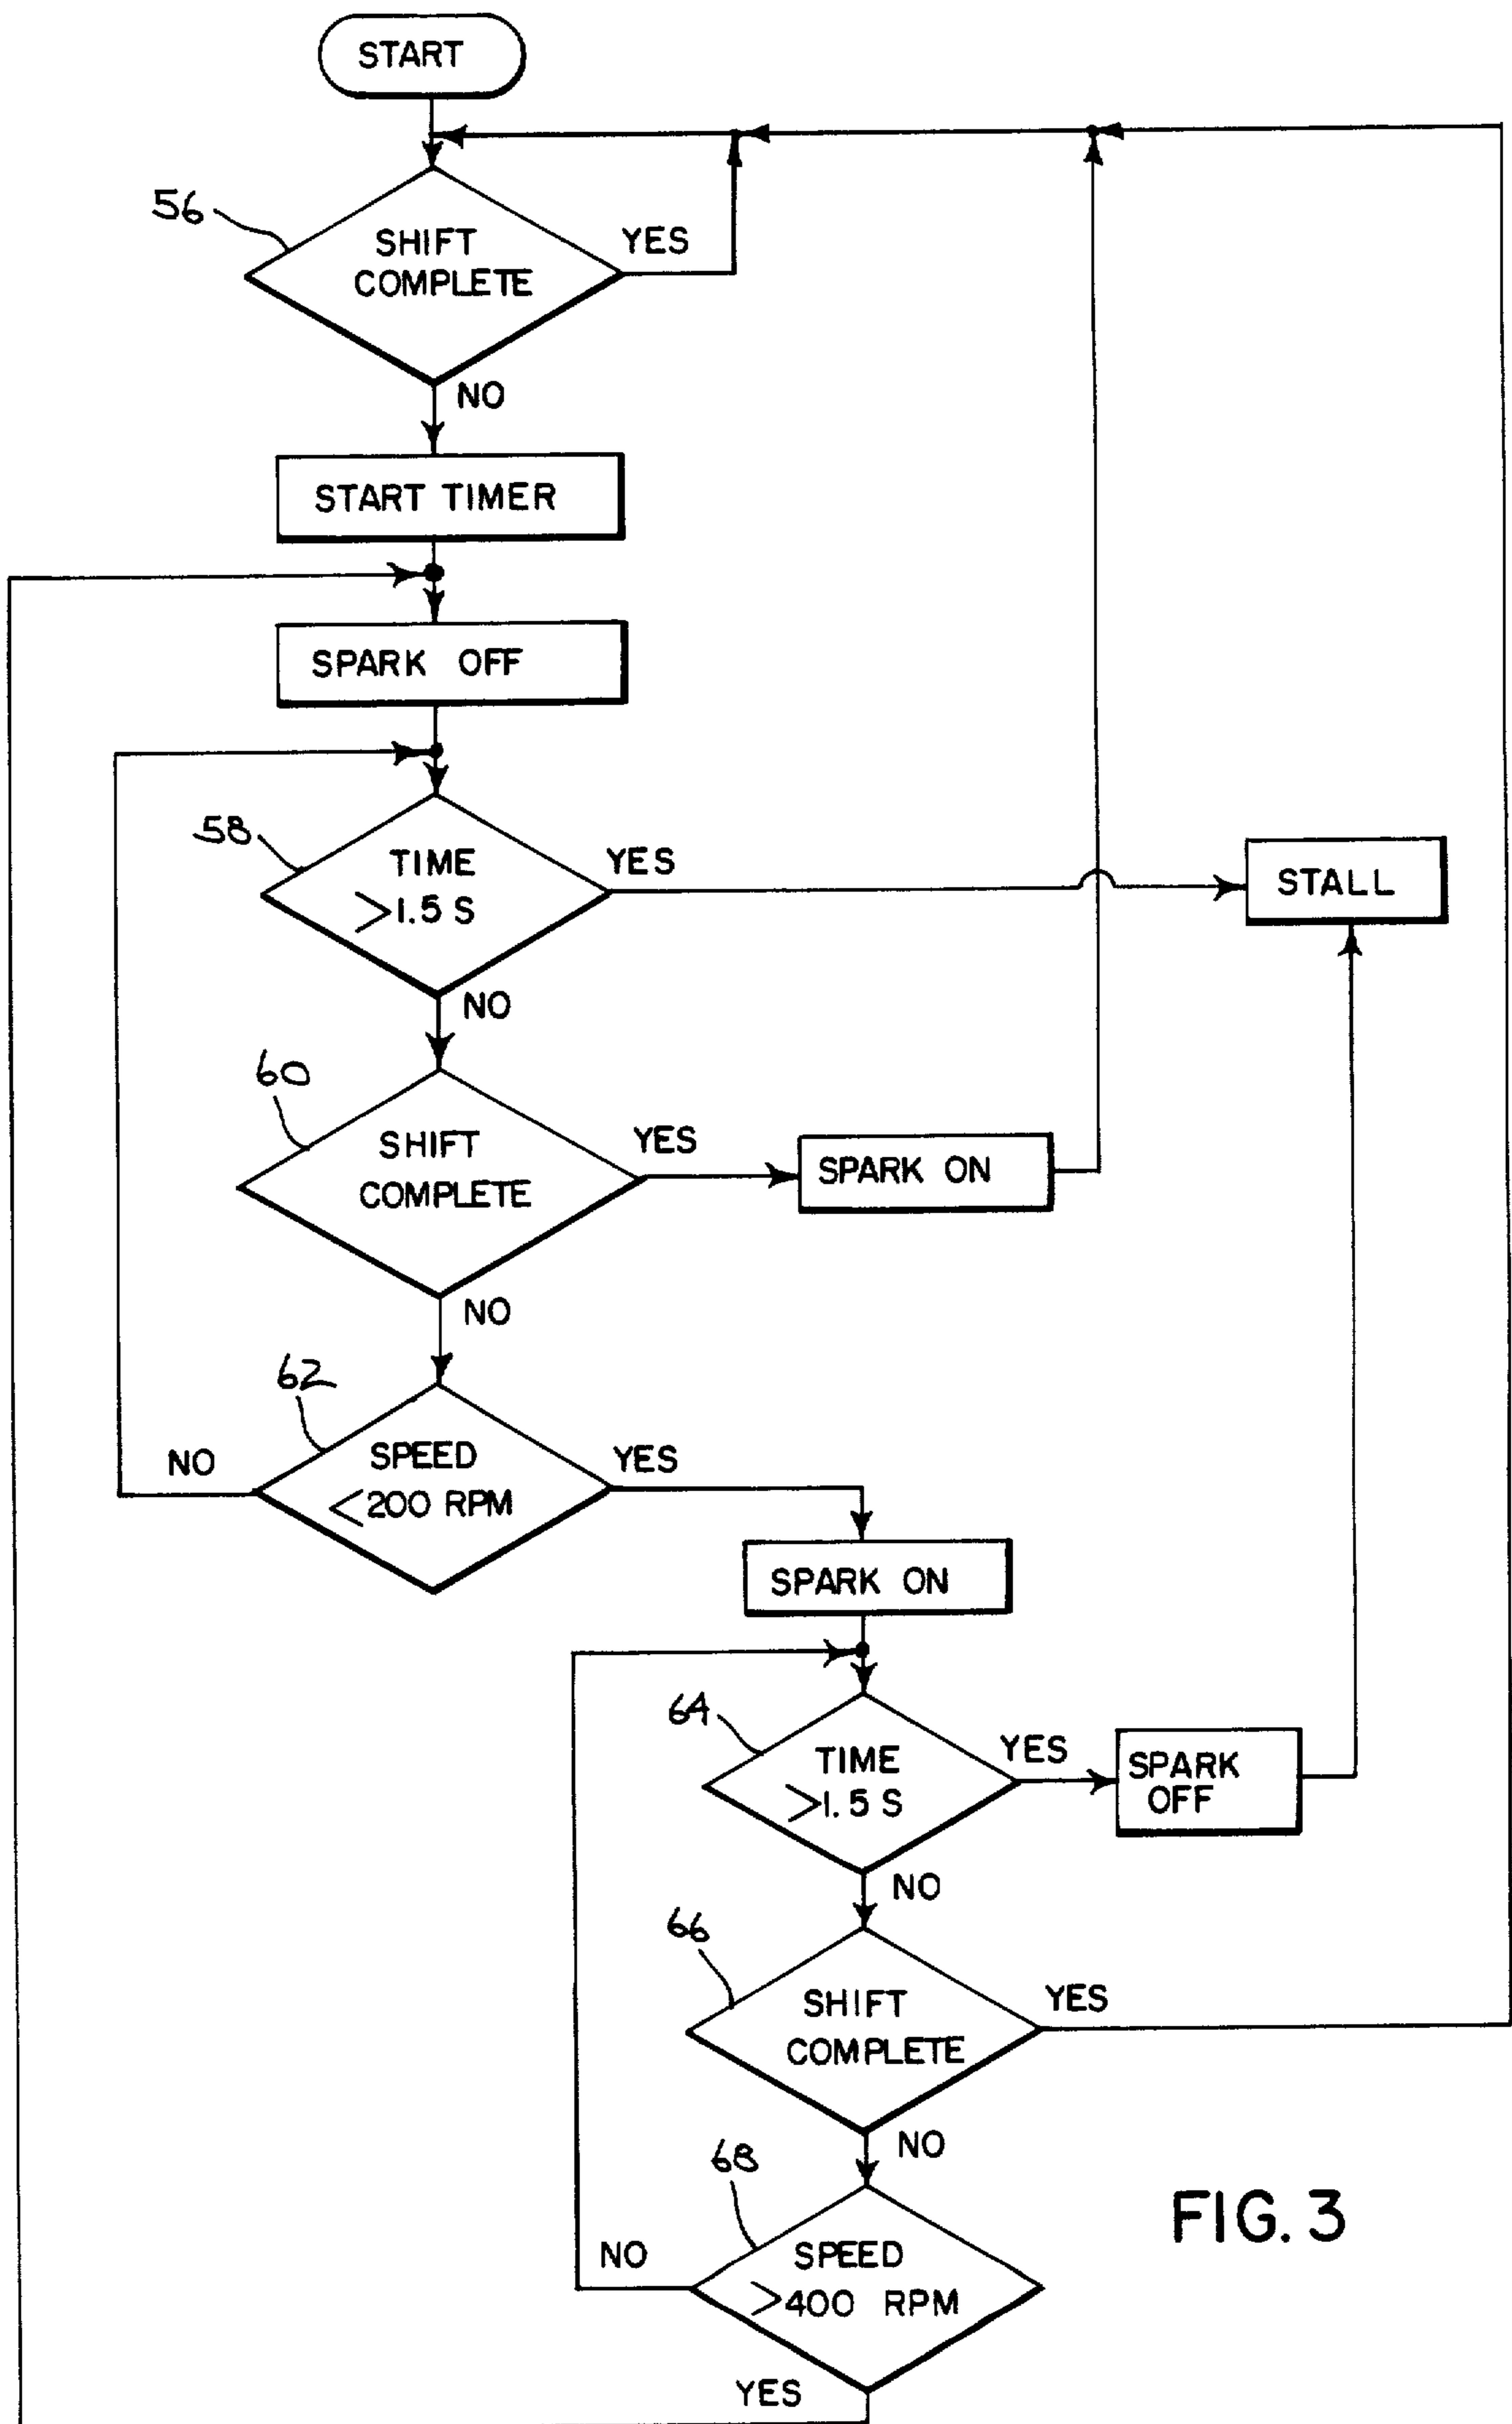 START
56
SHIFT
COMPLETE
YES
NO
START TIMER
SPARK OFF
58
TIME
>1.5 S
YES
STALL
NO
60
SHIFT
COMPLETE
YES
SPARK ON
NO
62
SPEED
<200 RPM
NO
YES
SPARK ON
64
TIME
>1.5 S
YES
SPARK
OFF
NO
66
SHIFT
COMPLETE
YES
NO
68
SPEED
>400 RPM
NO
YES
FIG. 3